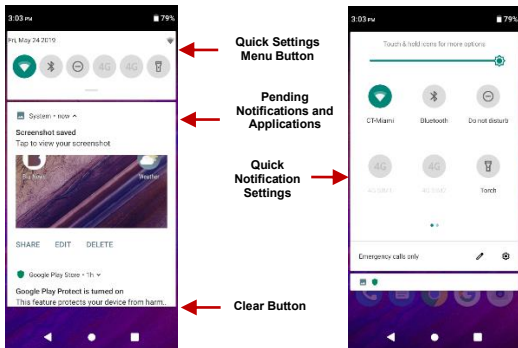 3:03 PM
79%
Fri, May 24 2019
4G
4G
System • now
Screenshot saved
Tap to view your screenshot
Weather
SHARE EDIT DELETE
Google Play Store • 1h
Google Play Protect is turned on
This feature protects your device from harm..
Quick Settings
Menu Button
Pending
Notifications and
Applications
Quick
Notification
Settings
Clear Button
3:03 PM
79%
Touch & hold icons for more options
CT-Miami
Bluetooth
Do not disturb
4G
4G
Torch
Emergency calls only